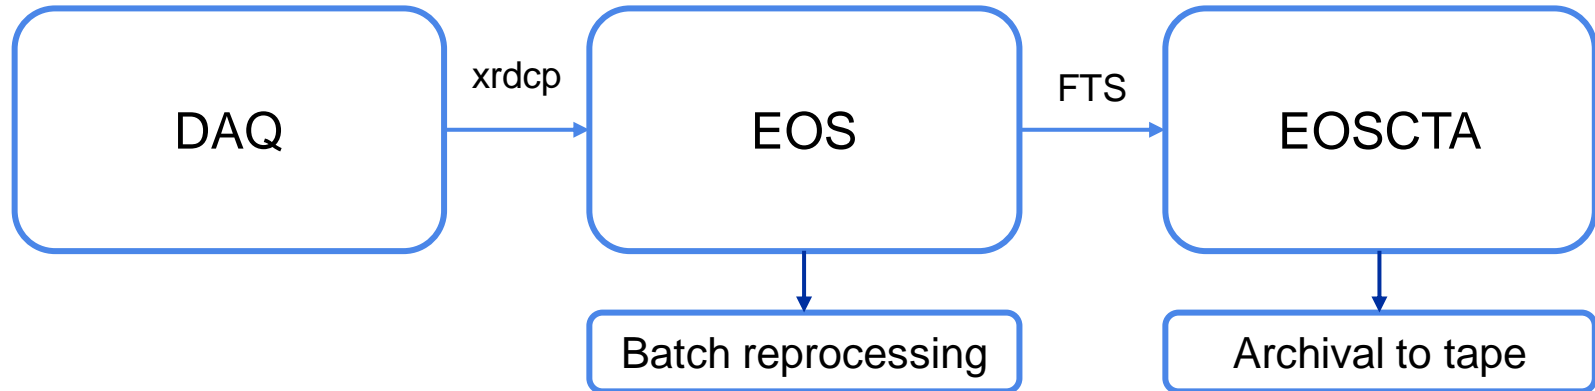 DAQ
xrdcp
EOS
FTS
EOSCTA
Batch reprocessing
Archival to tape